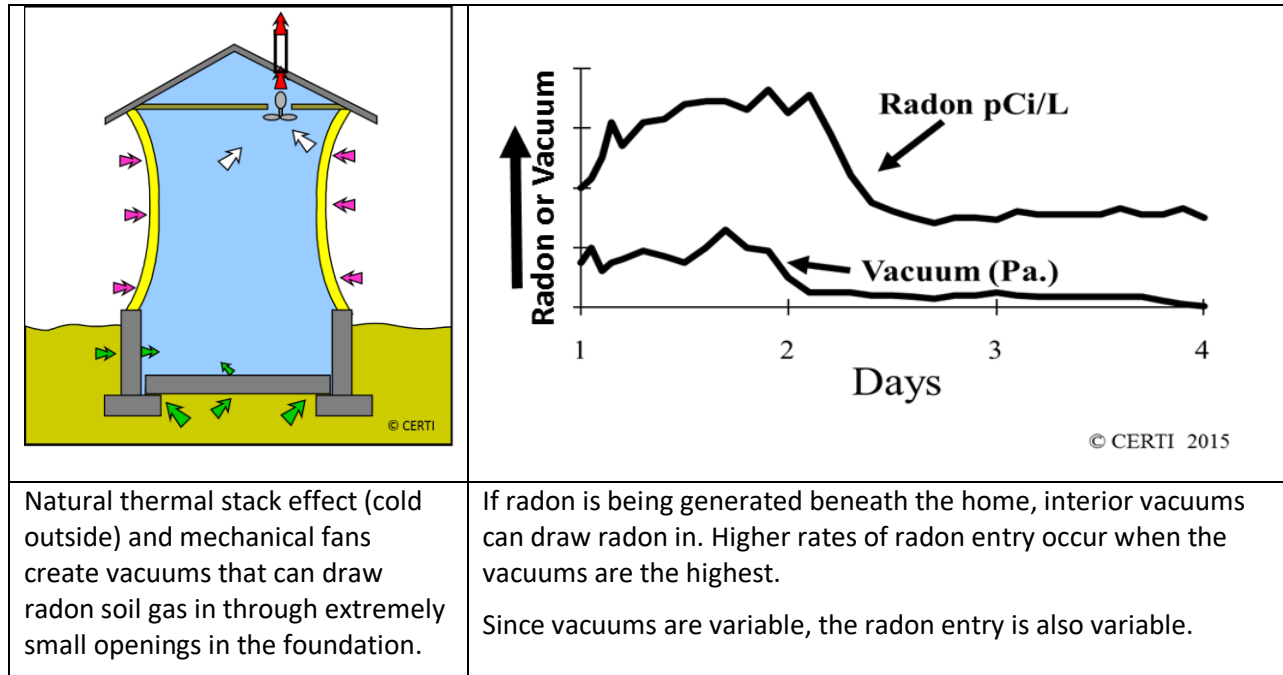 © CERTI
Radon or Vacuum
Radon pCi/L
Vacuum (Pa.)
1 2 3 4
Days
© CERTI 2015
Natural thermal stack effect (cold
outside) and mechanical fans
create vacuums that can draw
radon soil gas in through extremely
small openings in the foundation.
If radon is being generated beneath the home, interior vacuums
can draw radon in. Higher rates of radon entry occur when the
vacuums are the highest.
Since vacuums are variable, the radon entry is also variable.